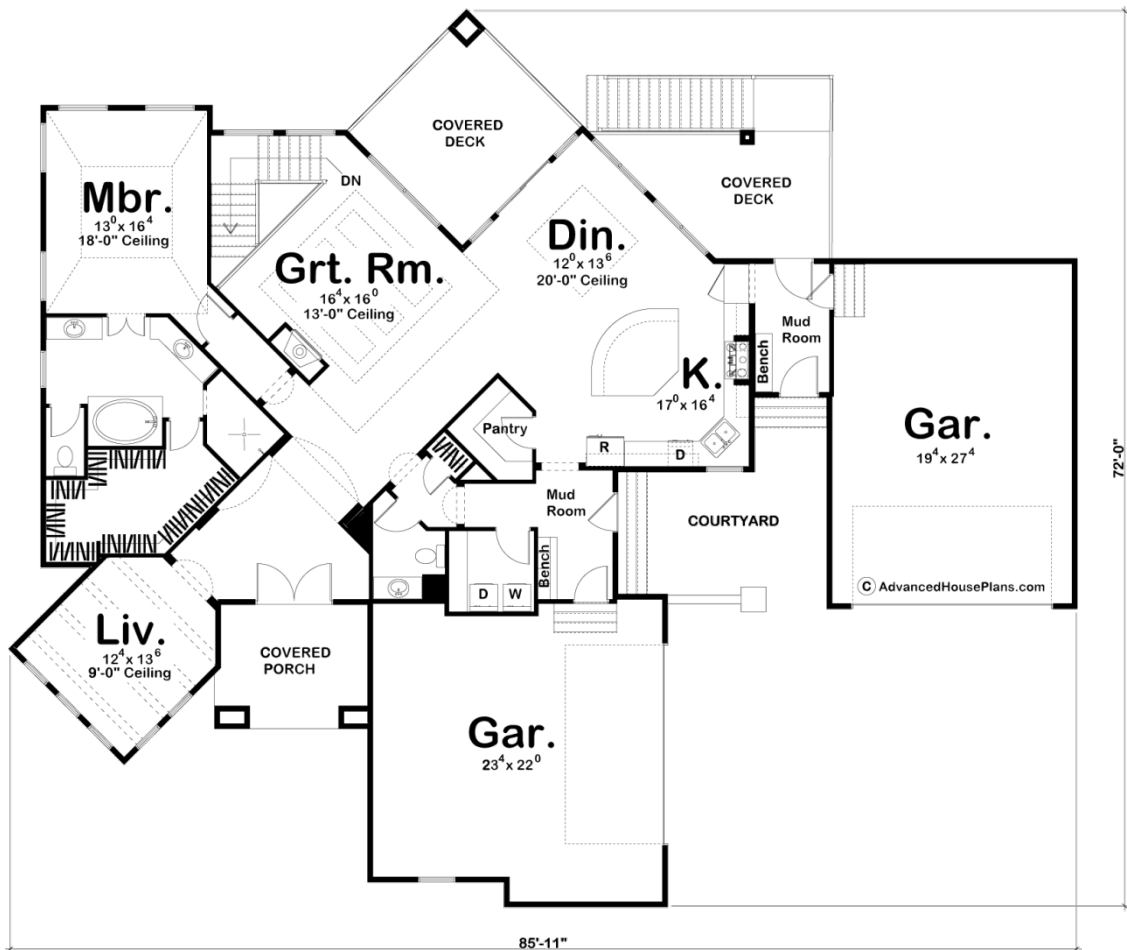 COVERED
DECK
COVERED
DECK
DN
Mbr.
13⁰ x 16⁴
18'-0" Ceiling
Grt. Rm.
16⁴ x 16⁰
13'-0" Ceiling
Din.
12⁰ x 13⁶
20'-0" Ceiling
Mud
Room
Bench
K.
17⁰ x 16⁴
Gar.
19⁴ x 27⁴
72'-0"
Pantry
R
D
Mud
Room
COURTYARD
Bench
D
W
© AdvancedHousePlans.com
Liv.
12⁴ x 13⁶
9'-0" Ceiling
COVERED
PORCH
Gar.
23⁴ x 22⁰
85'-11"